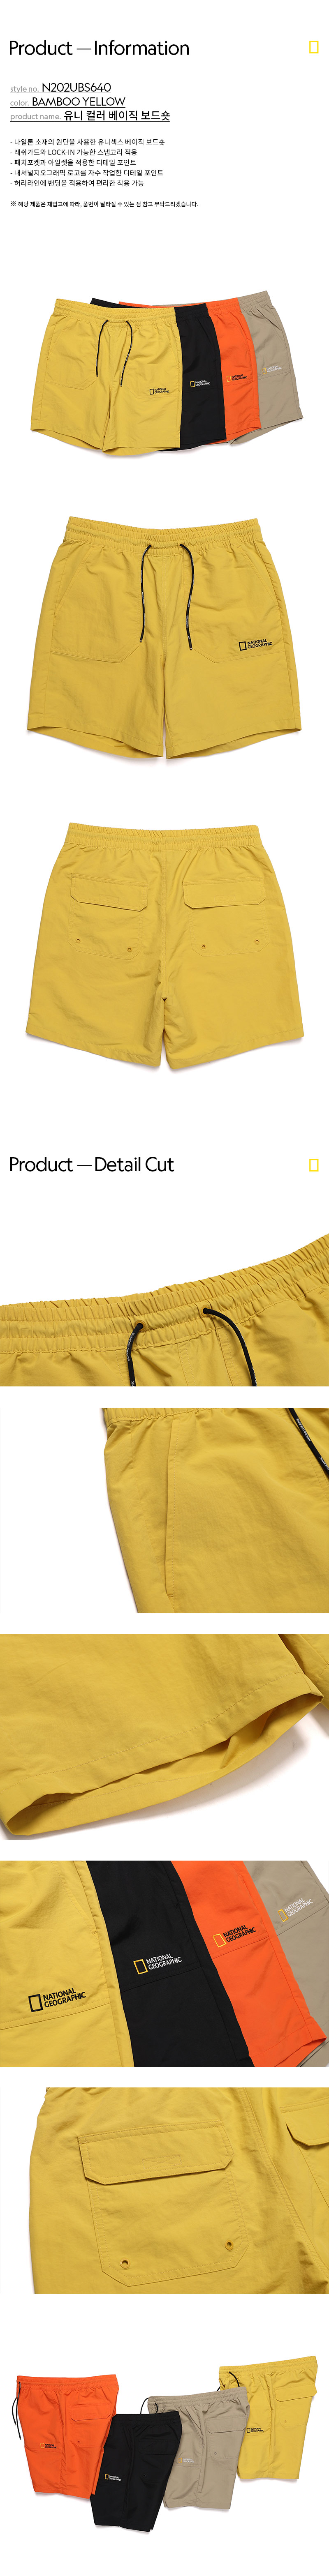 Product — Information
style no. N202UBS640
color. BAMBOO YELLOW
product name. 유니 컬러 베이직 보드숏
- 나일론 소재의 원단을 사용한 유니섹스 베이직 보드숏
- 래쉬가드와 LOCK-IN 가능한 스냅고리 적용
- 패치포켓과 아일렛을 적용한 디테일 포인트
- 내셔널지오그래픽 로고를 자수 작업한 디테일 포인트
- 허리라인에 밴딩을 적용하여 편리한 착용 가능
※ 해당 제품은 재입고에 따라, 품번이 달라질 수 있는 점 참고 부탁드리겠습니다.
NATIONAL
GEOGRAPHIC
NATIONAL
GEOGRAPHIC
NATIONAL
GEOGRAPHIC
NATIONAL
GEOGRAPHIC
NATIONAL
GEOGRAPHIC
Product — Detail Cut
NATIONAL
GEOGRAPHIC
NATIONAL
GEOGRAPHIC
NATIONAL
GEOGRAPHIC
NATIONAL
GEOGRAPHIC
NATIONAL
GEOGRAPHIC
NATIONAL
GEOGRAPHIC
NATIONAL
GEOGRAPHIC
NATIONAL
GEOGRAPHIC